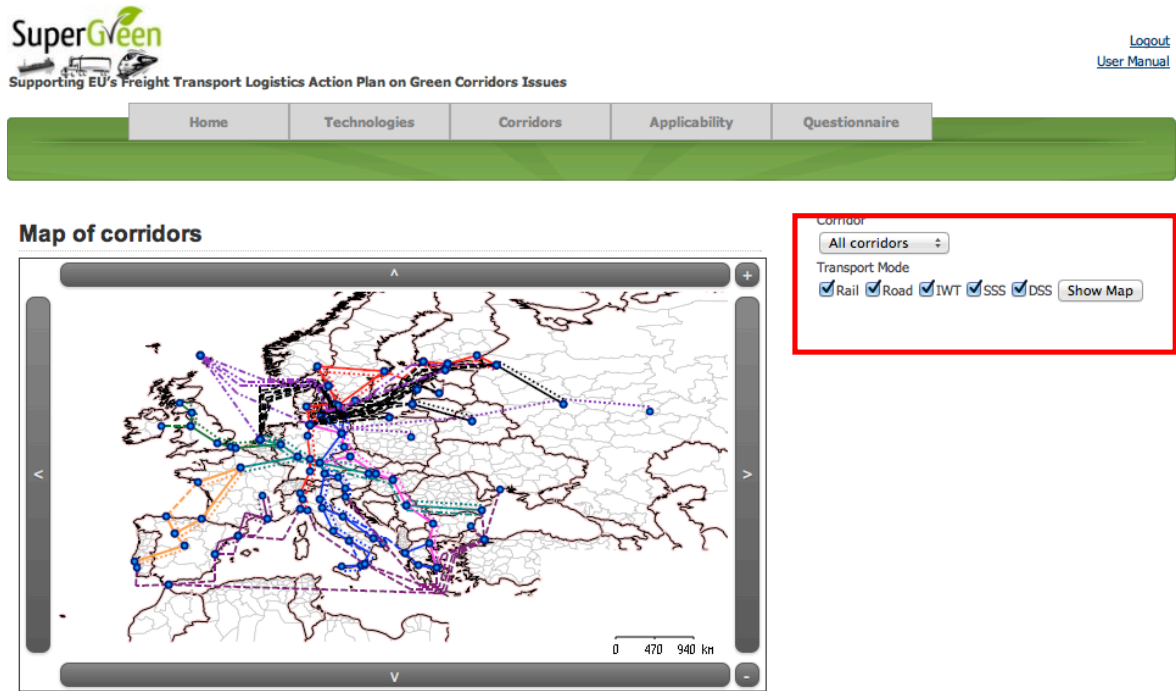 SuperGreen
Logout
User Manual
Supporting EU's Freight Transport Logistics Action Plan on Green Corridors Issues
Home Technologies Corridors Applicability Questionnaire
Map of corridors
Corridor
All corridors
Transport Mode
Rail Road IWT SSS DSS Show Map
^
+
<
>
0 470 940 km
v
-